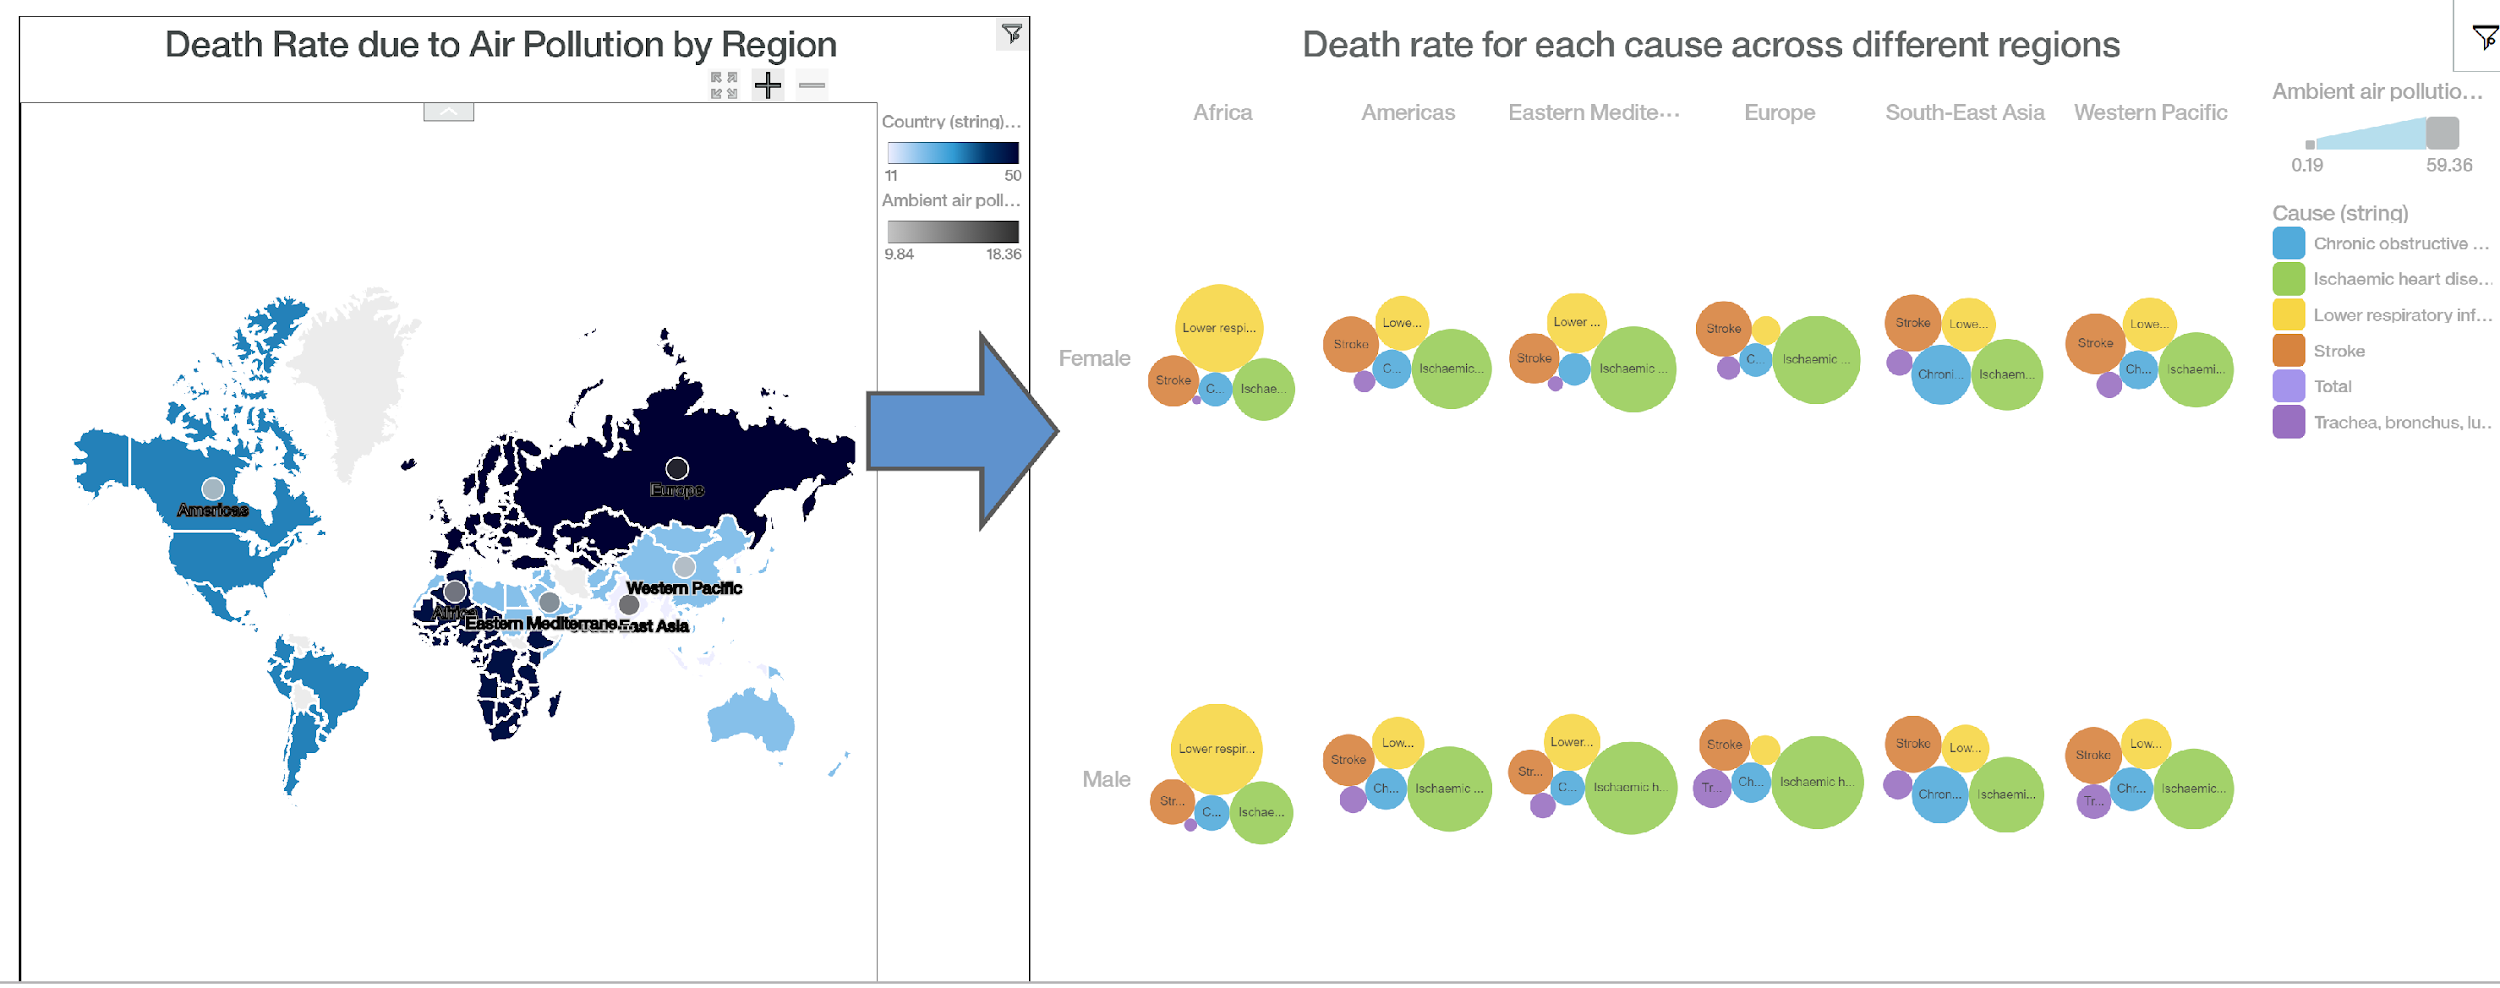 Death Rate due to Air Pollution by Region
Country (string)...
11 50
Ambient air poll...
9.84 18.36
Americas
Europe
Western Pacific
Eastern Mediterrane...
East Asia
Death rate for each cause across different regions
Africa Americas Eastern Medite... Europe South-East Asia Western Pacific
Female
Lower respi...
Stroke C... Ischae...
Lowe...
Stroke C... Ischaemic...
Lower ...
Stroke Ischaemic ...
Stroke C... Ischaemic ...
Stroke Lowe...
Chroni... Ischaem...
Lowe...
Stroke Ch... Ischaemi...
Male
Lower respir...
Str... C... Ischae...
Low...
Stroke Ch... Ischaemic ...
Lower...
Str... C... Ischaemic h...
Stroke
Tr... Ch... Ischaemic h...
Stroke Low...
Chron... Ischaemi...
Low...
Stroke
Tr... Chr... Ischaemic...
Ambient air pollutio...
0.19 59.36
Cause (string)
Chronic obstructive ...
Ischaemic heart dise...
Lower respiratory inf...
Stroke
Total
Trachea, bronchus, lu..